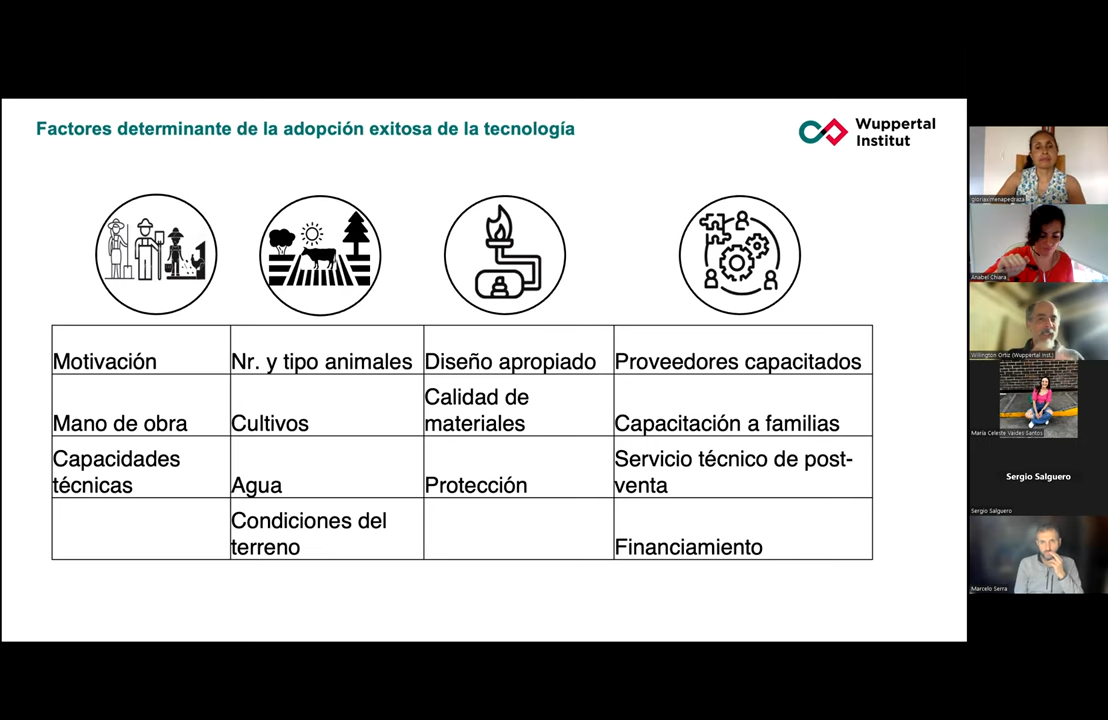 Factores determinante de la adopción exitosa de la tecnología
Wuppertal
Institut
Motivación
Nr. y tipo animales
Diseño apropiado
Proveedores capacitados
Mano de obra
Cultivos
Calidad de
materiales
Capacitación a familias
Capacidades
técnicas
Agua
Protección
Servicio técnico de post-
venta
Condiciones del
terreno
Financiamiento
gloriaximenapedraza
Anabel Chiara
Willington Ortiz (Wuppertal Inst.)
María Celeste Valdes Santos
Sergio Salguero
Sergio Salguero
Marcelo Serra